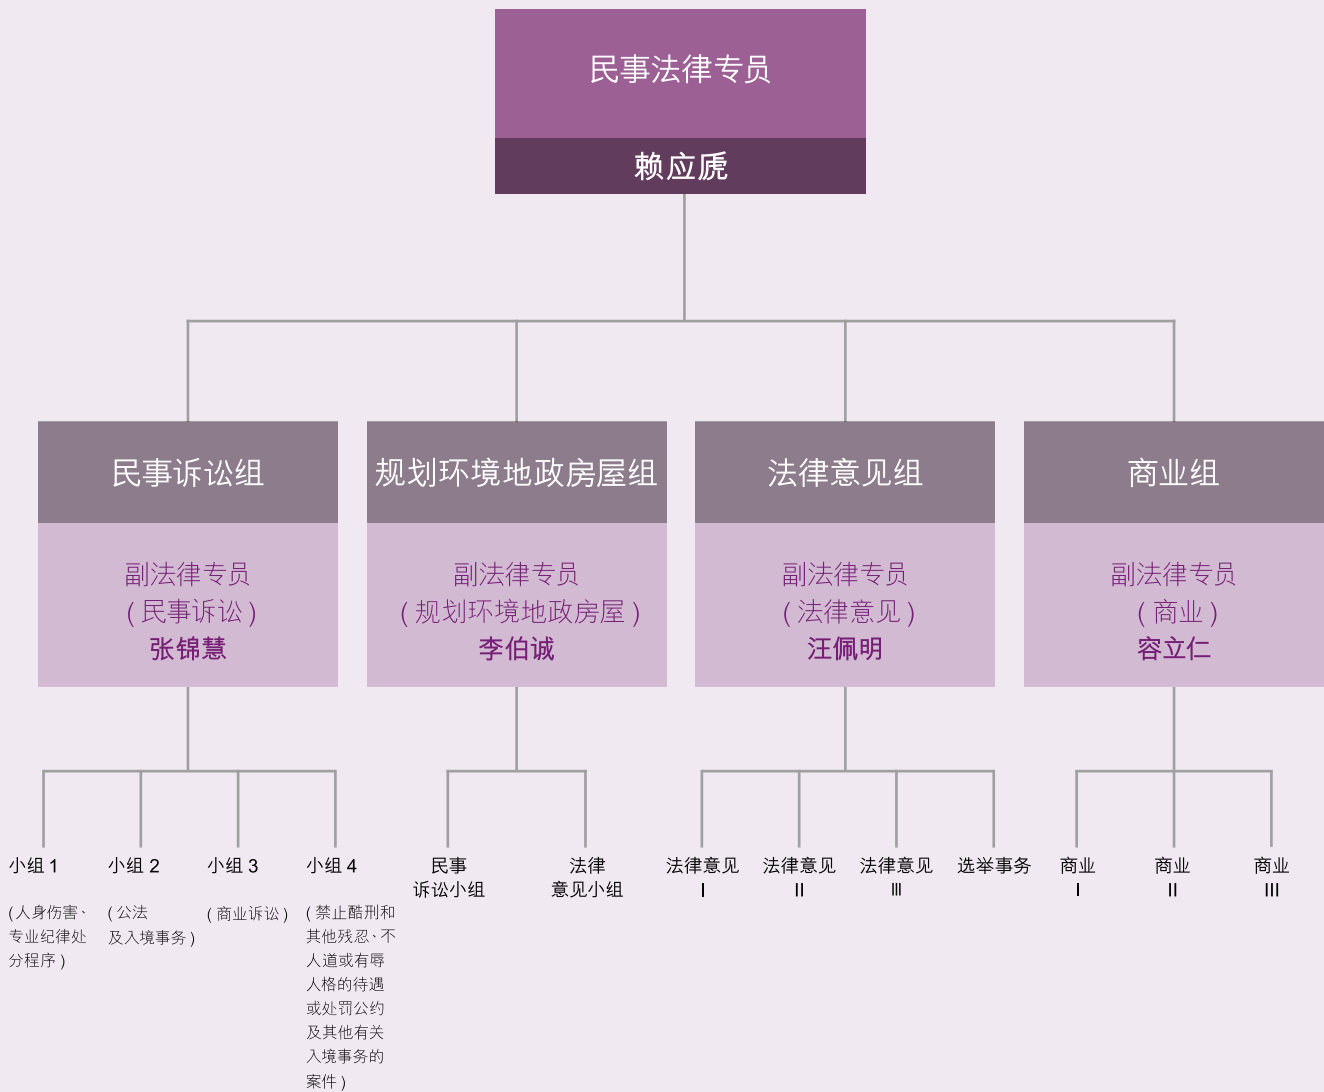 民事法律专员
赖应虒
民事诉讼组
规划环境地政房屋组
法律意见组
商业组
副法律专员
(民事诉讼)
张锦慧
副法律专员
(规划环境地政房屋)
李伯诚
副法律专员
(法律意见)
汪佩明
副法律专员
(商业)
容立仁
小组 1
(人身伤害、
专业纪律处
分程序)
小组 2
(公法
及入境事务)
小组 3
(商业诉讼)
小组 4
(禁止酷刑和
其他残忍、不
人道或有辱
人格的待遇
或处罚公约
及其他有关
入境事务的
案件)
民事
诉讼小组
法律
意见小组
法律意见
I
法律意见
II
法律意见
III
选举事务
商业
I
商业
II
商业
III